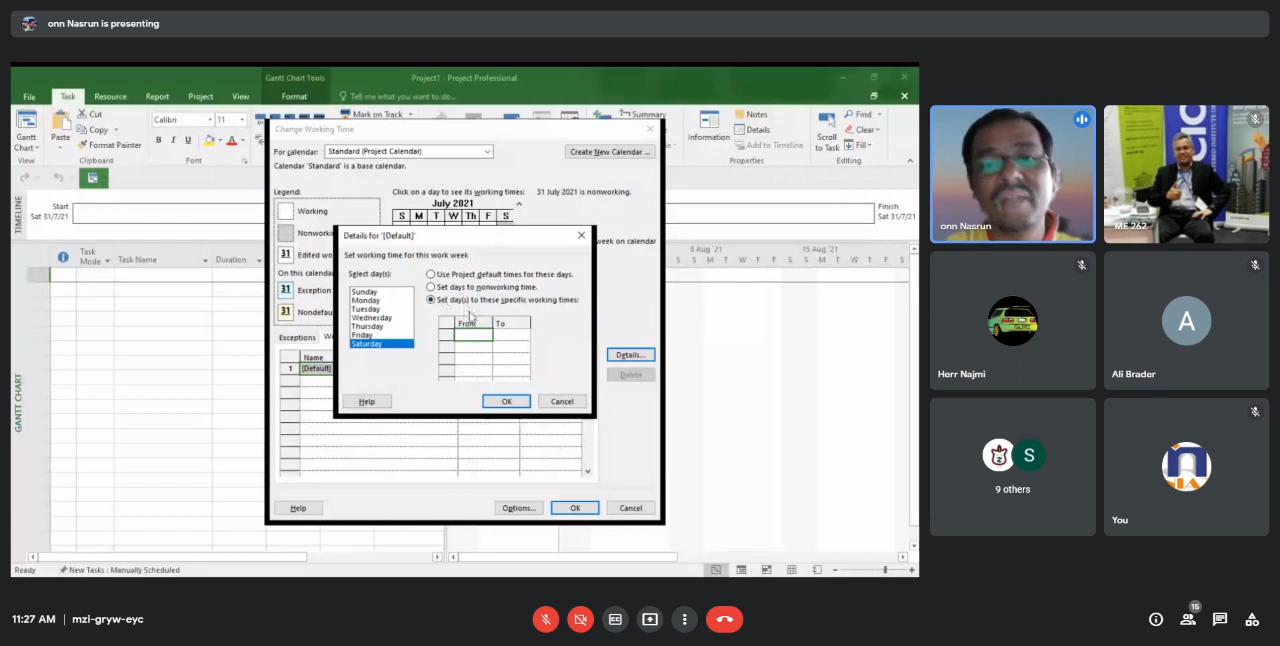 onn Nasrun is presenting
Gantt Chart Tools
Project1 - Project Professional
File Task Resource Report Project View Format Tell me what you want to do...
Gantt Chart
View
Paste
Cut
Copy
Format Painter
Clipboard
Calibri 11
B I U
Font
Mark on Track
Summary
Information
Notes
Details
Add to Timeline
Properties
Scroll to Task
Find
Clear
Fill
Editing
TIMELINE
Start
Sat 31/7/21
Finish
Sat 31/7/21
GANTT CHART
Task Mode
Task Name
Duration
8 Aug '21
15 Aug '21
S S M T W T F S S M T W T F S
Change Working Time
For calendar: Standard (Project Calendar)
Create New Calendar ...
Calendar 'Standard' is a base calendar.
Legend:
Working
Nonworki
31 Edited wo
On this calenda
31 Exception
31 Nondefau
Click on a day to see its working times:
31 July 2021 is nonworking.
July 2021
S M T W Th F S
week on calendar
Exceptions
Name
1 [Default]
Details...
Delete
Help
Options...
OK
Cancel
Details for '[Default]'
Set working time for this work week
Select day(s):
Sunday
Monday
Tuesday
Wednesday
Thursday
Friday
Saturday
Use Project default times for these days.
Set days to nonworking time.
Set day(s) to these specific working times:
From To
Help
OK
Cancel
Ready
New Tasks : Manually Scheduled
onn Nasrun
ME 262
Herr Najmi
A
Ali Brader
S
9 others
You
11:27 AM | mzi-gryw-eyc
15